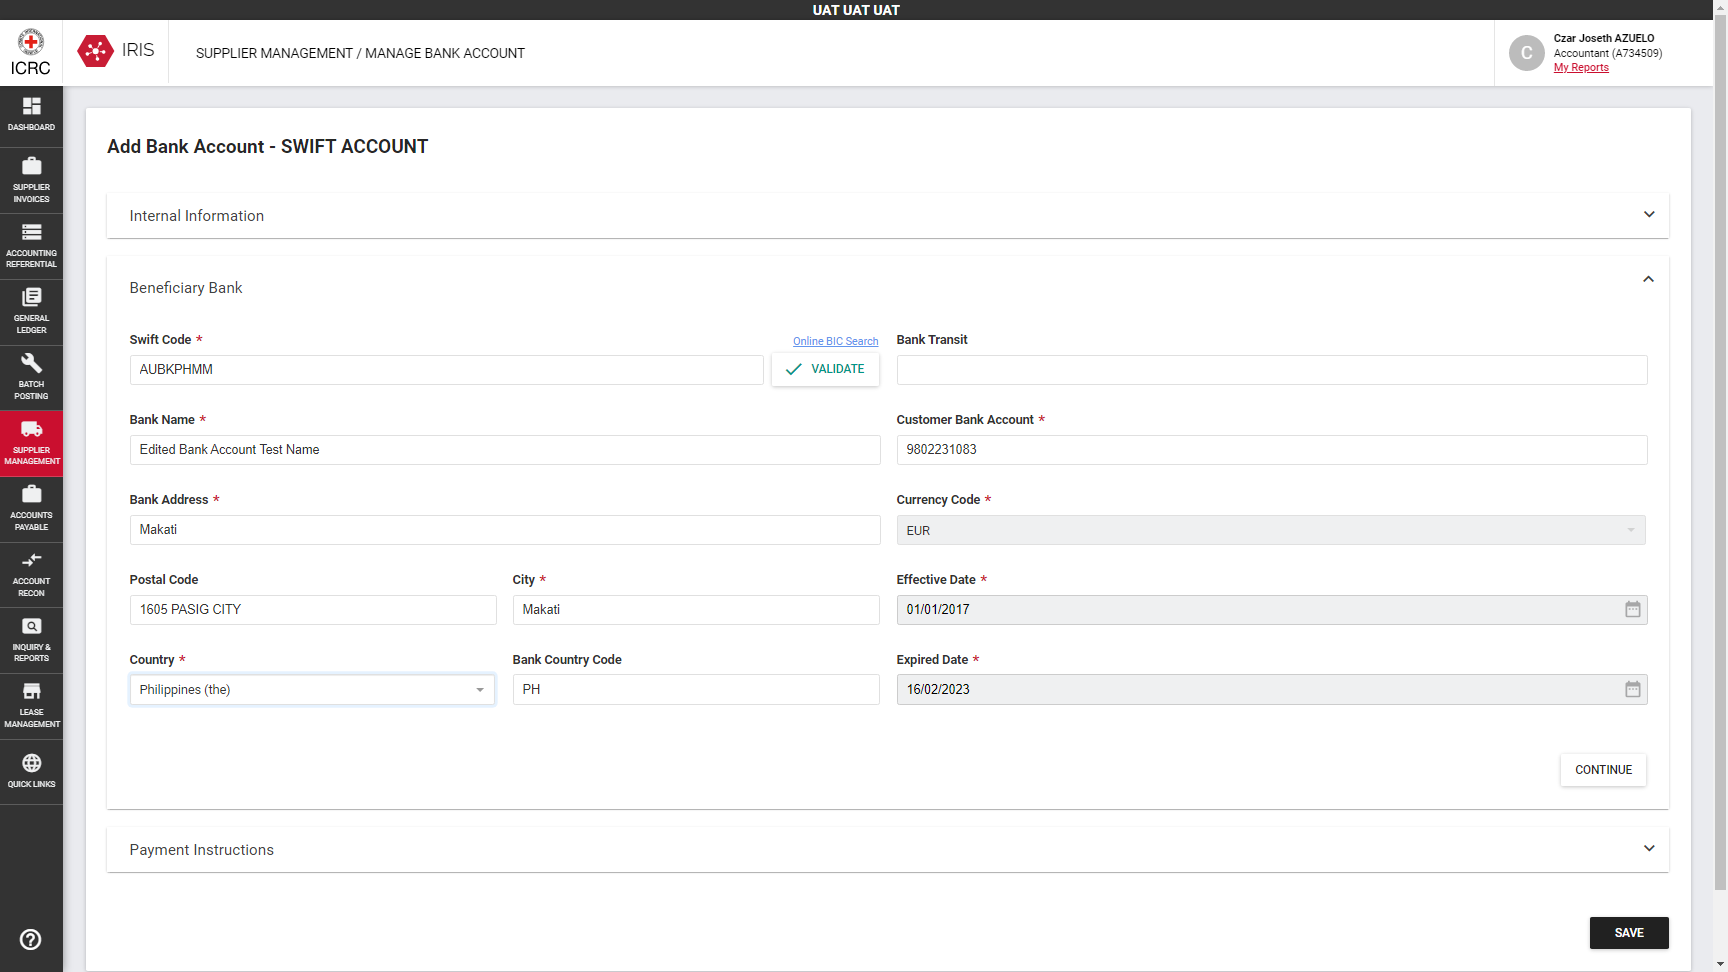 UAT UAT UAT
ICRC
IRIS
SUPPLIER MANAGEMENT / MANAGE BANK ACCOUNT
C
Czar Joseth AZUELO
Accountant (A734509)
My Reports
DASHBOARD
SUPPLIER
INVOICES
ACCOUNTING
REFERENTIAL
GENERAL
LEDGER
BATCH
POSTING
SUPPLIER
MANAGEMENT
ACCOUNTS
PAYABLE
ACCOUNT
RECON
INQUIRY &
REPORTS
LEASE
MANAGEMENT
QUICK LINKS
Add Bank Account - SWIFT ACCOUNT
Internal Information
Beneficiary Bank
Swift Code *
Online BIC Search
AUBKPHMM
VALIDATE
Bank Transit
Bank Name *
Edited Bank Account Test Name
Customer Bank Account *
9802231083
Bank Address *
Makati
Currency Code *
EUR
Postal Code
1605 PASIG CITY
City *
Makati
Effective Date *
01/01/2017
Country *
Philippines (the)
Bank Country Code
PH
Expired Date *
16/02/2023
CONTINUE
Payment Instructions
SAVE